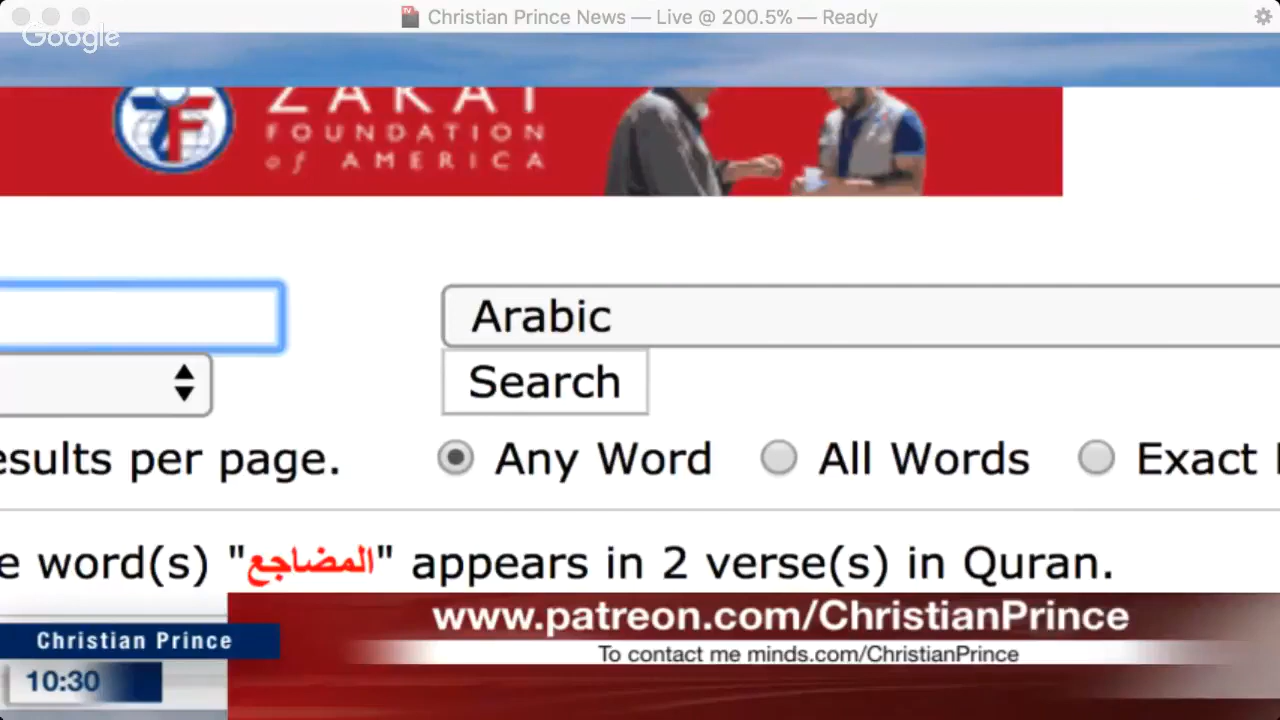 Christian Prince News — Live @ 200.5% — Ready
Google
ZAKAT
FOUNDATION
of AMERICA
Arabic
Search
esults per page.
Any Word
All Words
Exact
e word(s) "المضاجع" appears in 2 verse(s) in Quran.
www.patreon.com/ChristianPrince
Christian Prince
To contact me minds.com/ChristianPrince
10:30